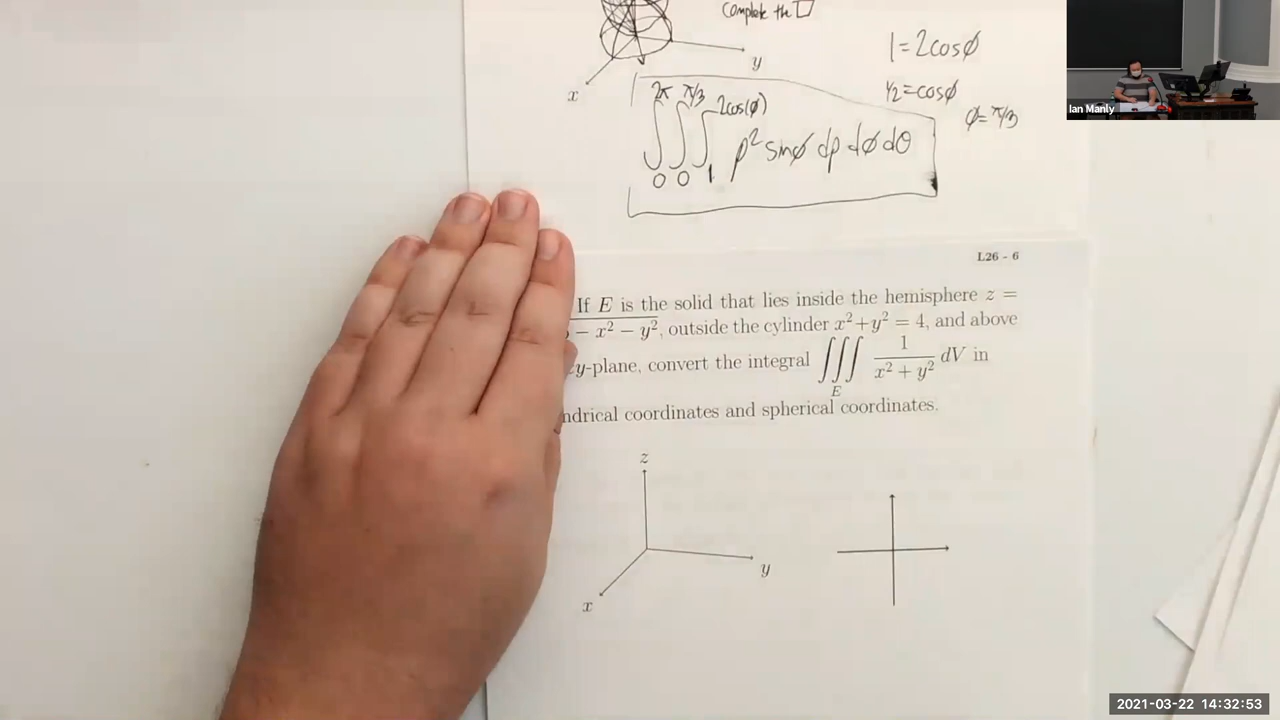 Complete the
y
x
1 = 2cosϕ
1/2 = cosϕ
ϕ = π/3
2π π/3 2cos(ϕ)
∫∫∫ ρ² sinϕ dρ dϕ dθ
0 0 1
Ian Manly
L26 - 6
If E is the solid that lies inside the hemisphere z =
− x² − y², outside the cylinder x²+y² = 4, and above
y-plane, convert the integral ∭_E 1/(x² + y²) dV in
ndrical coordinates and spherical coordinates.
z
y
x
2021-03-22 14:32:53